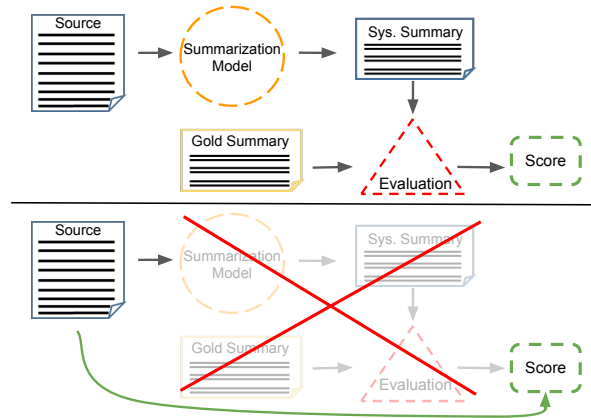 Source
Summarization
Model
Sys. Summary
Gold Summary
Evaluation
Score
Source
Summarization
Model
Sys. Summary
Gold Summary
Evaluation
Score